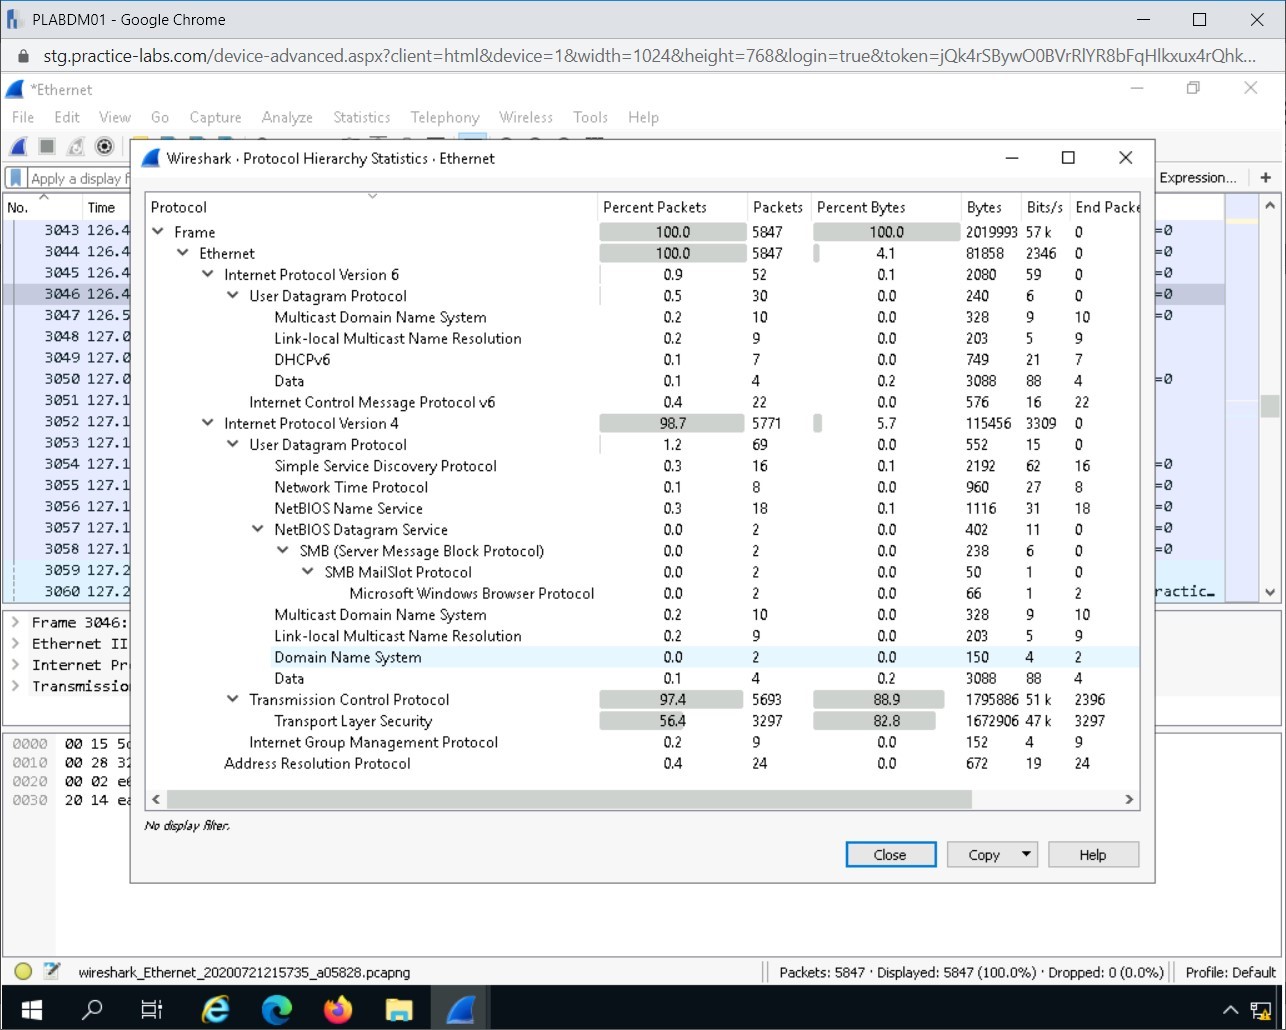 PLABDM01 - Google Chrome
stg.practice-labs.com/device-advanced.aspx?client=html&device=1&width=1024&height=768&login=true&token=jQk4rSBywO0BVrRlYR8bFqHlkxux4rQhk...
*Ethernet
File Edit View Go Capture Analyze Statistics Telephony Wireless Tools Help
Wireshark · Protocol Hierarchy Statistics · Ethernet
Apply a display f
Expression... +
No. Time
3043 126.4
3044 126.4
3045 126.4
3046 126.4
3047 126.5
3048 127.0
3049 127.0
3050 127.0
3051 127.1
3052 127.1
3053 127.1
3054 127.1
3055 127.1
3056 127.1
3057 127.1
3058 127.1
3059 127.2
3060 127.2
Protocol Percent Packets Packets Percent Bytes Bytes Bits/s End Packe
Frame 100.0 5847 100.0 2019993 57 k 0
Ethernet 100.0 5847 4.1 81858 2346 0
Internet Protocol Version 6 0.9 52 0.1 2080 59 0
User Datagram Protocol 0.5 30 0.0 240 6 0
Multicast Domain Name System 0.2 10 0.0 328 9 10
Link-local Multicast Name Resolution 0.2 9 0.0 203 5 9
DHCPv6 0.1 7 0.0 749 21 7
Data 0.1 4 0.2 3088 88 4
Internet Control Message Protocol v6 0.4 22 0.0 576 16 22
Internet Protocol Version 4 98.7 5771 5.7 115456 3309 0
User Datagram Protocol 1.2 69 0.0 552 15 0
Simple Service Discovery Protocol 0.3 16 0.1 2192 62 16
Network Time Protocol 0.1 8 0.0 960 27 8
NetBIOS Name Service 0.3 18 0.1 1116 31 18
NetBIOS Datagram Service 0.0 2 0.0 402 11 0
SMB (Server Message Block Protocol) 0.0 2 0.0 238 6 0
SMB MailSlot Protocol 0.0 2 0.0 50 1 0
Microsoft Windows Browser Protocol 0.0 2 0.0 66 1 2
Multicast Domain Name System 0.2 10 0.0 328 9 10
Link-local Multicast Name Resolution 0.2 9 0.0 203 5 9
Domain Name System 0.0 2 0.0 150 4 2
Data 0.1 4 0.2 3088 88 4
Transmission Control Protocol 97.4 5693 88.9 1795886 51 k 2396
Transport Layer Security 56.4 3297 82.8 1672906 47 k 3297
Internet Group Management Protocol 0.2 9 0.0 152 4 9
Address Resolution Protocol 0.4 24 0.0 672 19 24
No display filter.
Close Copy Help
=0
=0
=0
=0
=0
=0
=0
=0
=0
=0
=0
ractic…
Frame 3046:
Ethernet II
Internet Pr
Transmissio
0000 00 15 5d
0010 00 28 32
0020 00 02 e6
0030 20 14 ea
wireshark_Ethernet_20200721215735_a05828.pcapng
Packets: 5847 · Displayed: 5847 (100.0%) · Dropped: 0 (0.0%)
Profile: Default